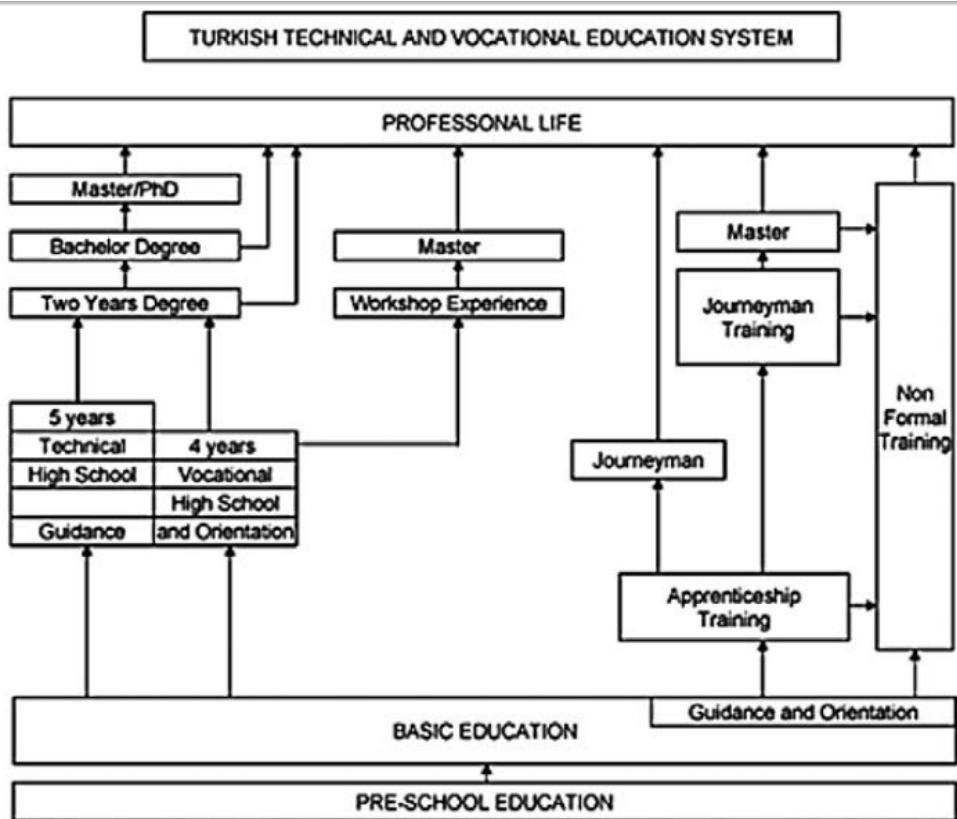 TURKISH TECHNICAL AND VOCATIONAL EDUCATION SYSTEM
PROFESSONAL LIFE
Master/PhD
Bachelor Degree
Two Years Degree
Master
Workshop Experience
Master
Journeyman
Training
Non
Formal
Training
5 years
Technical
High School
Guidance
4 years
Vocational
High School
and Orientation
Journeyman
Apprenticeship
Training
Guidance and Orientation
BASIC EDUCATION
PRE-SCHOOL EDUCATION